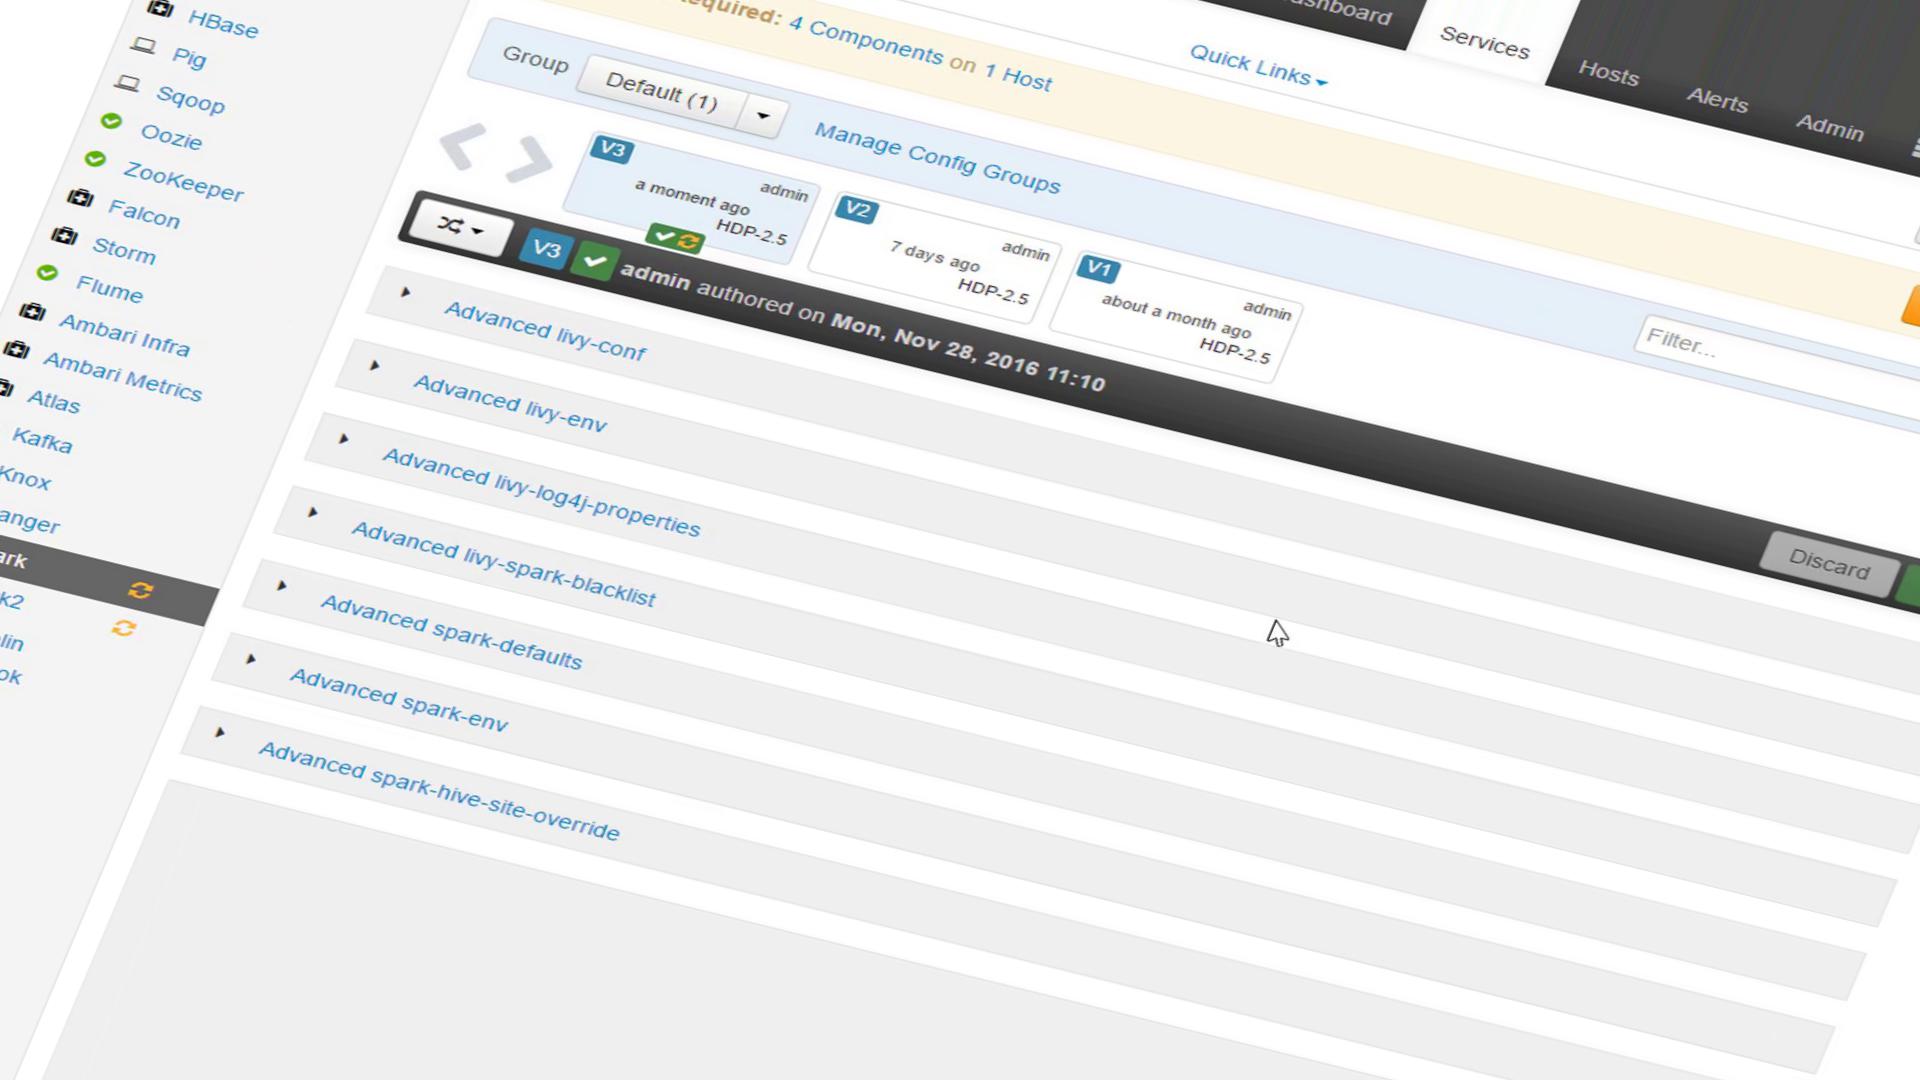 HBase
Pig
Sqoop
Oozie
ZooKeeper
Falcon
Storm
Flume
Ambari Infra
Ambari Metrics
Atlas
Kafka
Knox
anger
ark
k2
lin
ok
Dashboard
Services
Hosts
Alerts
Admin
equired: 4 Components on 1 Host
Quick Links
Group
Default (1)
Manage Config Groups
V3
admin
a moment ago
HDP-2.5
V2
admin
7 days ago
HDP-2.5
V1
admin
about a month ago
HDP-2.5
Filter...
V3 admin authored on Mon, Nov 28, 2016 11:10
Discard
Advanced livy-conf
Advanced livy-env
Advanced livy-log4j-properties
Advanced livy-spark-blacklist
Advanced spark-defaults
Advanced spark-env
Advanced spark-hive-site-override